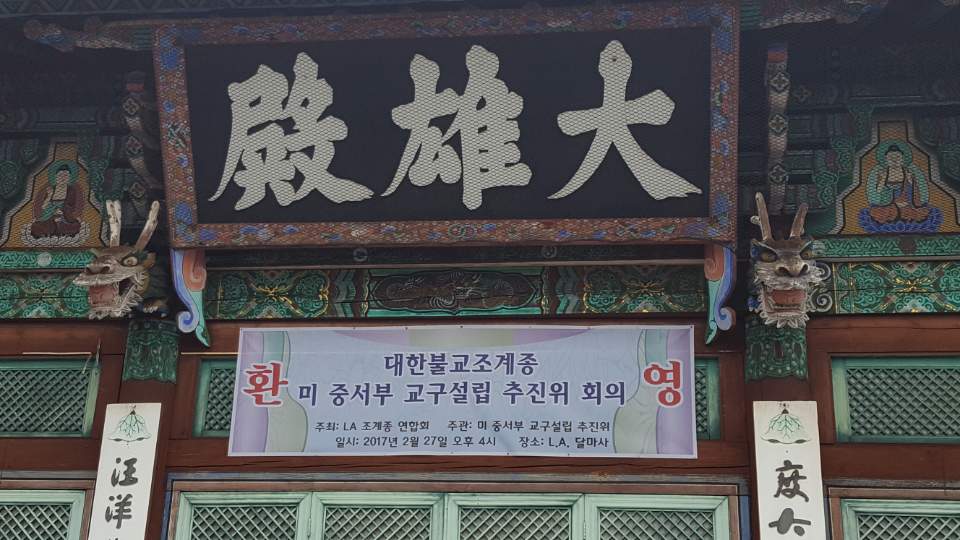 殿雄大
환영
대한불교조계종
미 중서부 교구설립 추진위 회의
주최: LA 조계종 연합회 주관: 미 중서부 교구설립 추진위
일시: 2017년 2월 27일 오후 4시 장소: L.A. 달마사
汪洋
度大